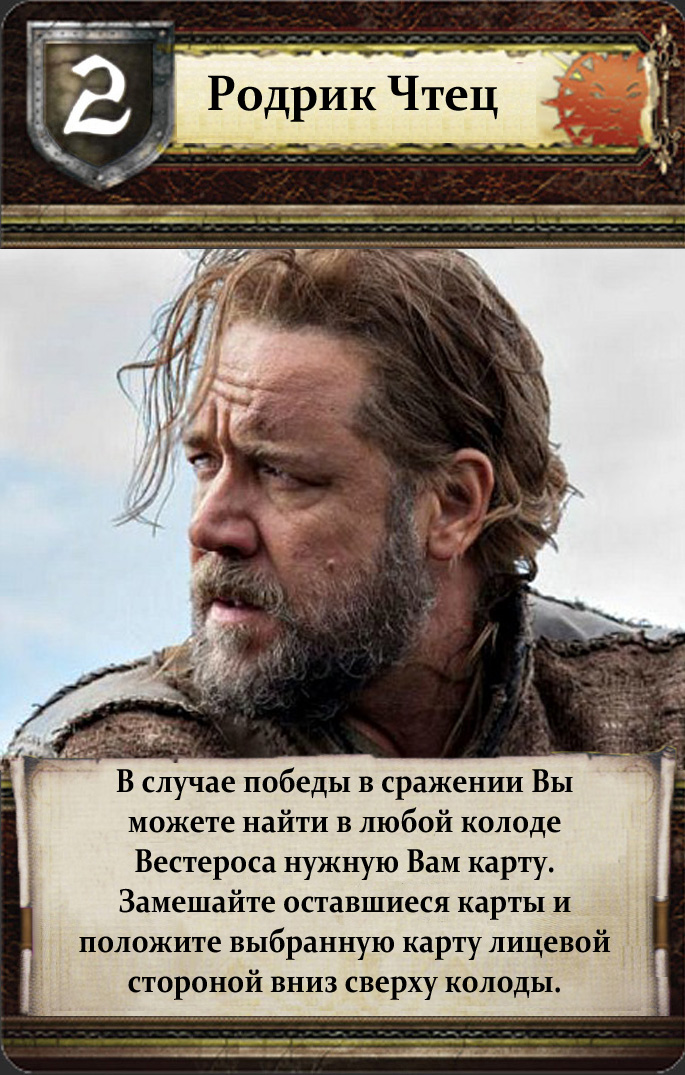 2
Родрик Чтец
В случае победы в сражении Вы
можете найти в любой колоде
Вестероса нужную Вам карту.
Замешайте оставшиеся карты и
положите выбранную карту лицевой
стороной вниз сверху колоды.